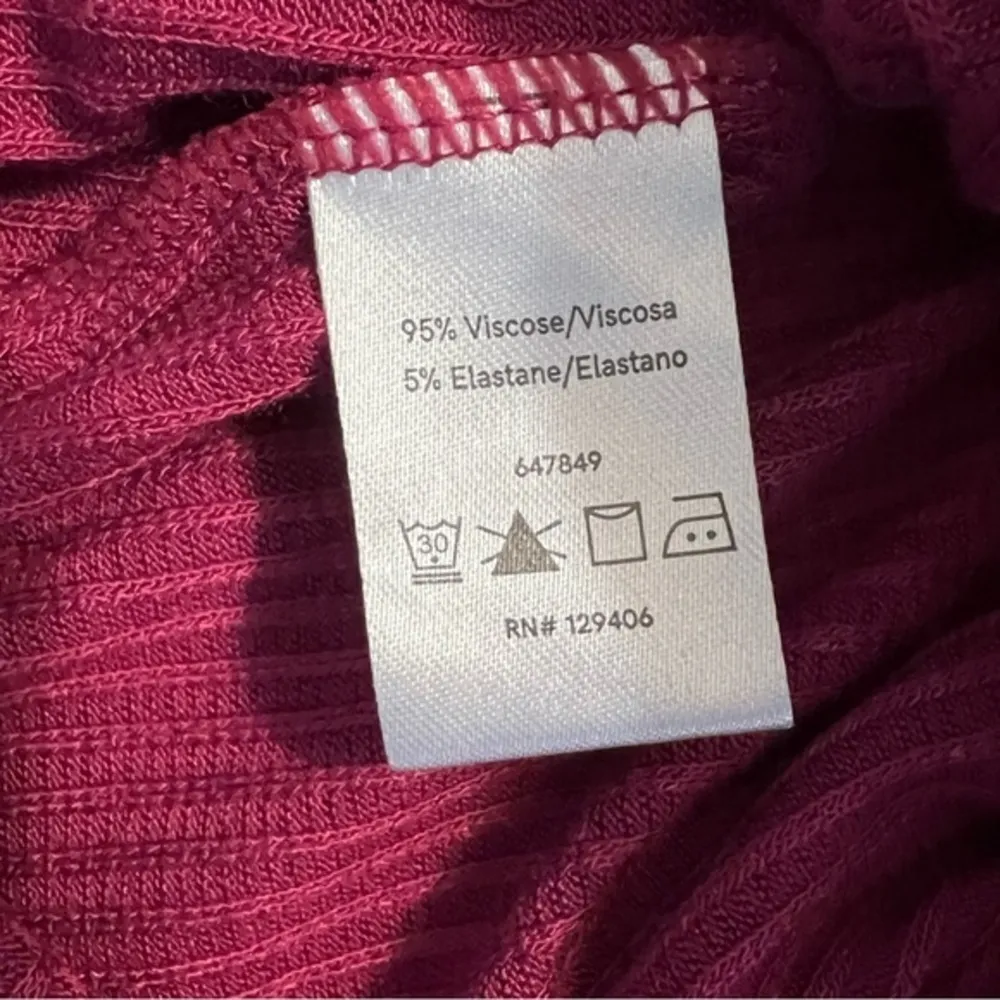 95% Viscose/Viscosa
5% Elastane/Elastano
647849
30
RN# 129406